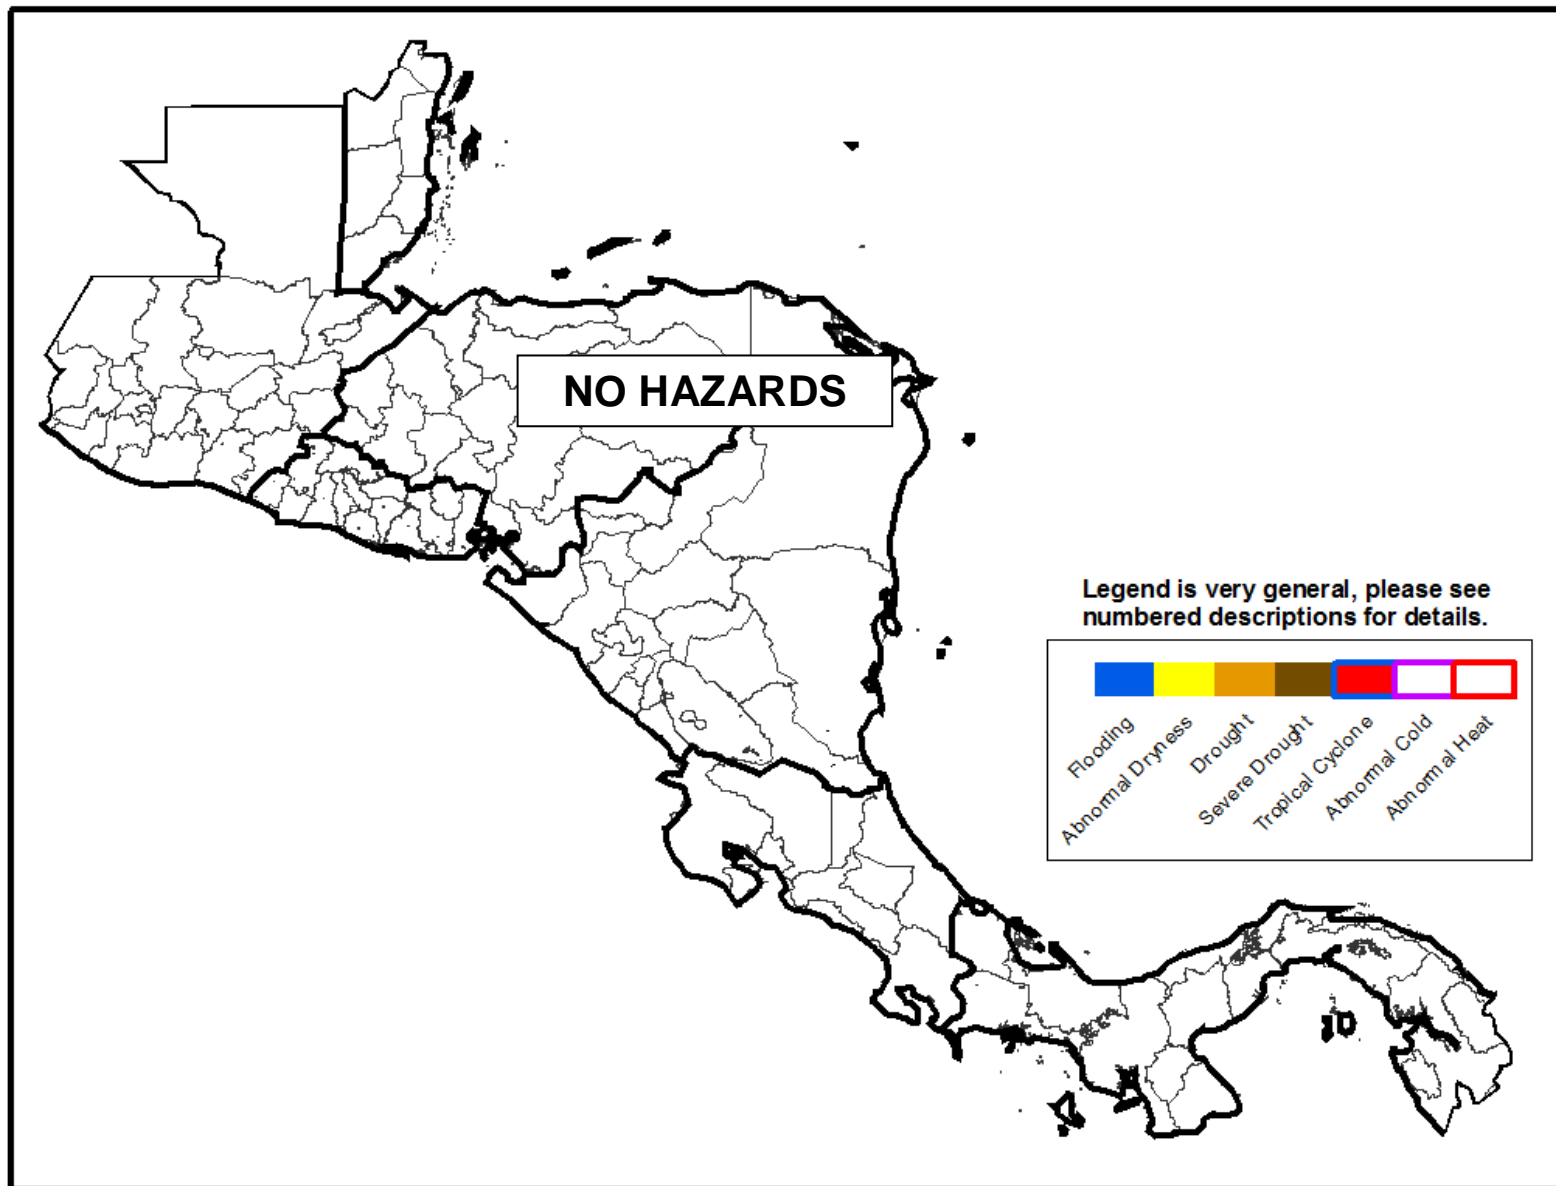 NO HAZARDS
Legend is very general, please see
numbered descriptions for details.
Flooding
Abnormal Dryness
Drought
Severe Drought
Tropical Cyclone
Abnormal Cold
Abnormal Heat